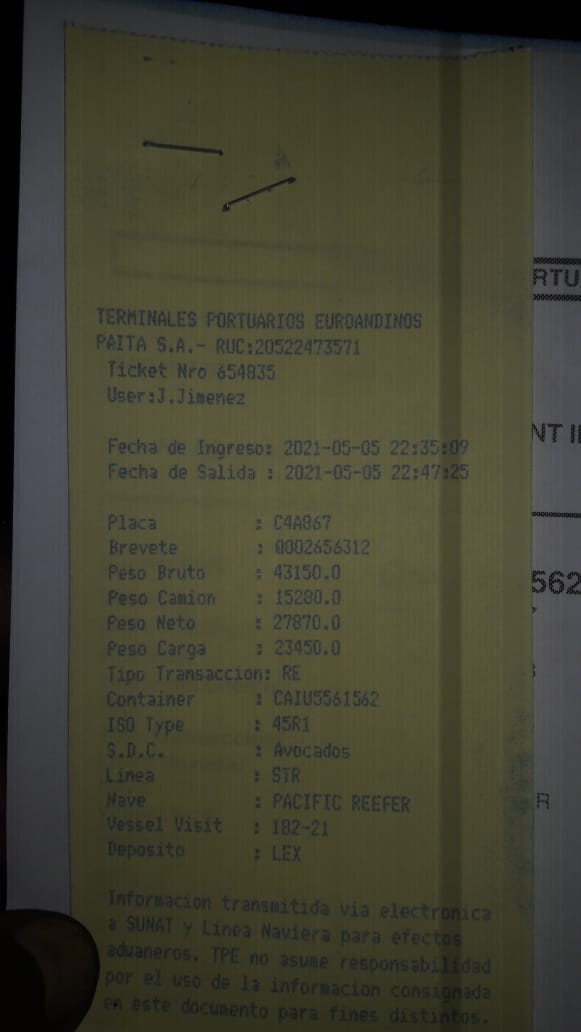 TERMINALES PORTUARIOS EUROANDINOS
PAITA S.A.- RUC:20522473571
Ticket Nro 654835
User:J.Jimenez
Fecha de Ingreso: 2021-05-05 22:35:09
Fecha de Salida : 2021-05-05 22:47:25
Placa : C4A867
Brevete : Q002656312
Peso Bruto : 43150.0
Peso Camion : 15280.0
Peso Neto : 27870.0
Peso Carga : 23450.0
Tipo Transaccion: RE
Container : CAIU5561562
ISO Type : 45R1
S.D.C. : Avocados
Linea : STR
Nave : PACIFIC REEFER
Vessel Visit : 182-21
Deposito : LEX
Informacion transmitida via electronica
a SUNAT y Linea Naviera para efectos
aduaneros. TPE no asume responsabilidad
por el uso de la informacion consignada
en este documento para fines distintos.
RTU
NT I
562
R